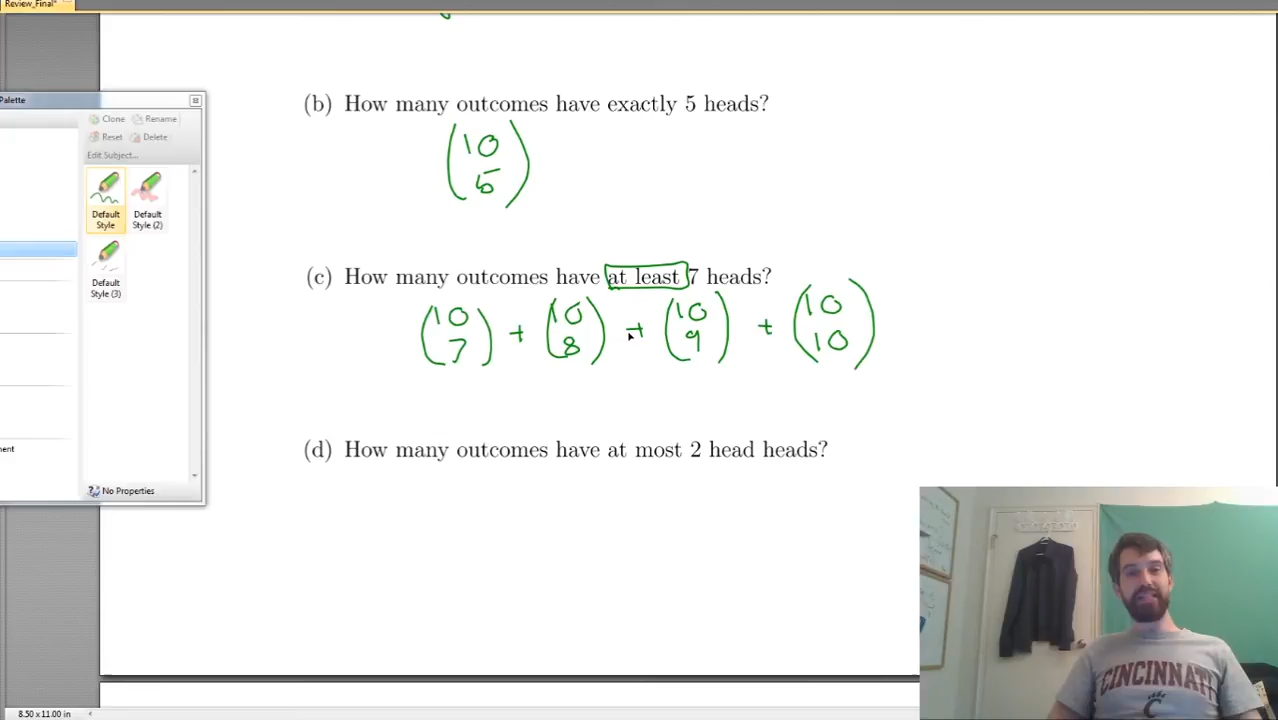 Review_Final*
(b) How many outcomes have exactly 5 heads?
Palette
Clone Rename
Reset Delete
Edit Subject...
(10
5)
Default Style
Default Style (2)
Default Style (3)
(c) How many outcomes have at least 7 heads?
(10 7) + (10 8) + (10 9) + (10 10)
(d) How many outcomes have at most 2 head heads?
ment
No Properties
CINCINNATI
C
8.50 x 11.00 in